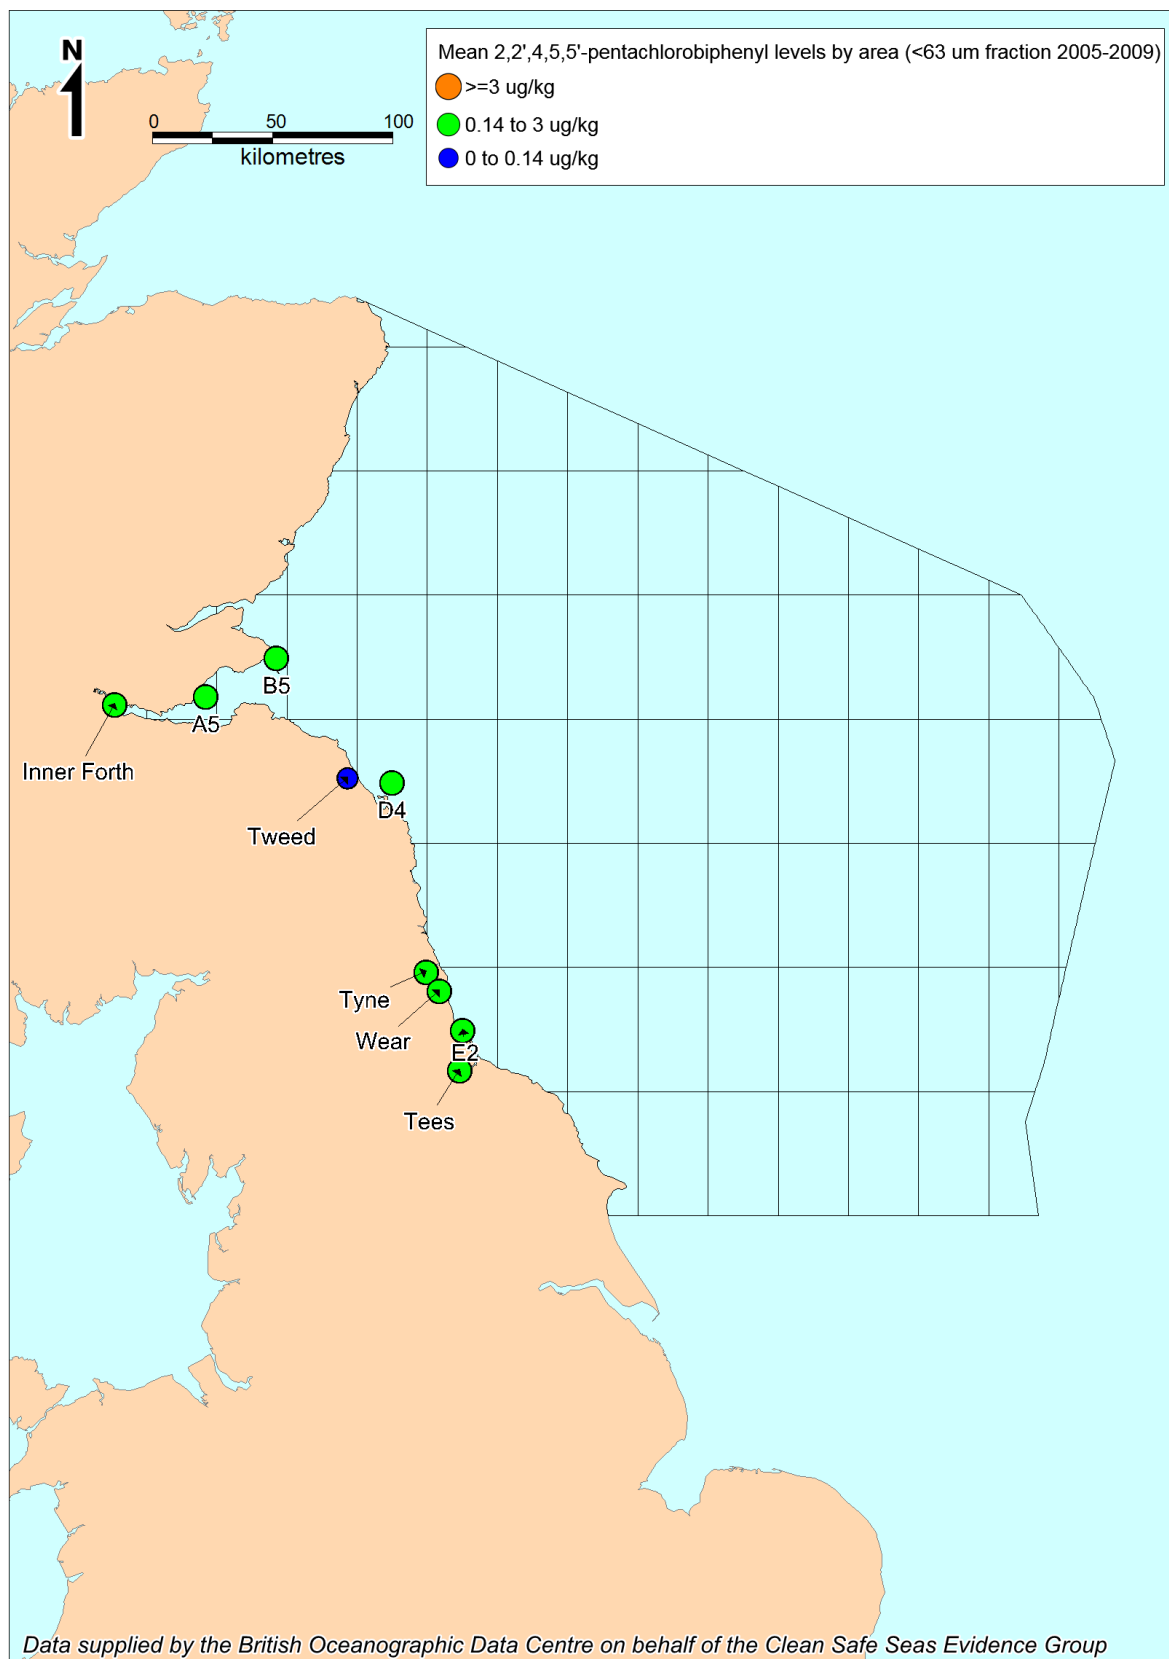 N
0 50 100
kilometres
Mean 2,2',4,5,5'-pentachlorobiphenyl levels by area (<63 um fraction 2005-2009)
>=3 ug/kg
0.14 to 3 ug/kg
0 to 0.14 ug/kg
B5
A5
Inner Forth
D4
Tweed
Tyne
Wear
E2
Tees
Data supplied by the British Oceanographic Data Centre on behalf of the Clean Safe Seas Evidence Group